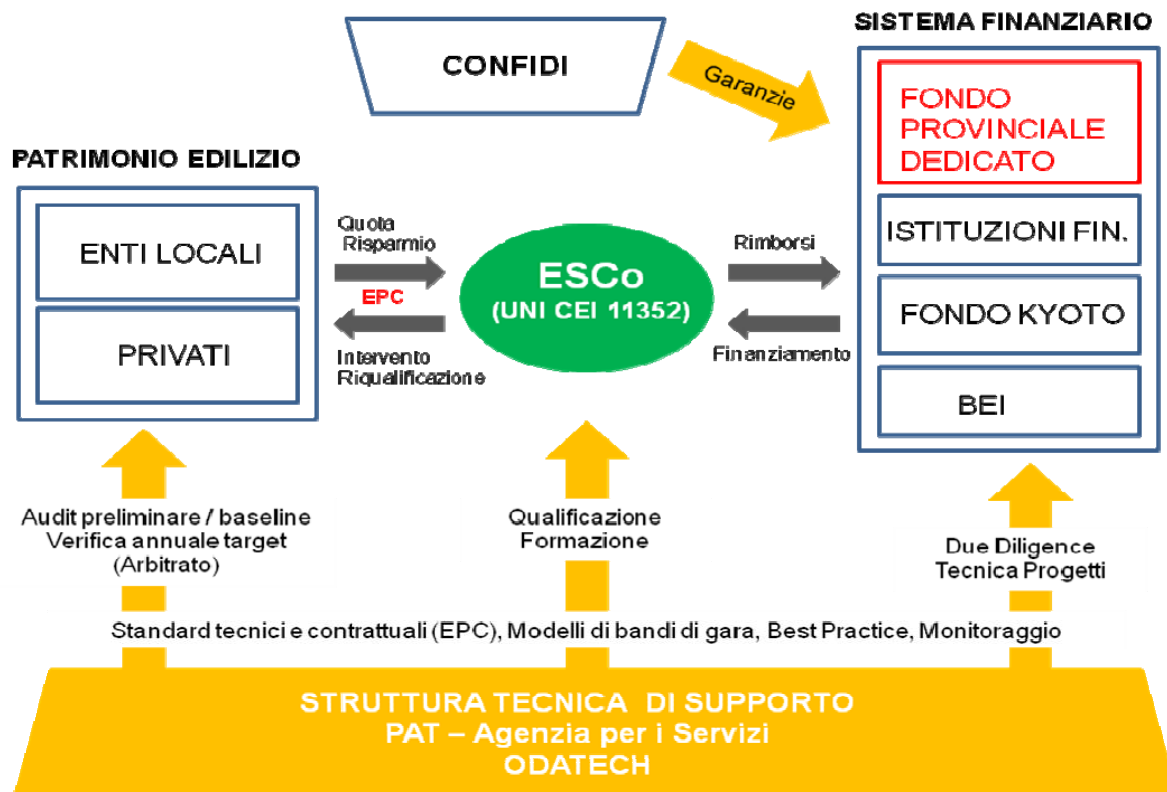 SISTEMA FINANZIARIO
CONFIDI
Garanzie
FONDO
PROVINCIALE
DEDICATO
PATRIMONIO EDILIZIO
ENTI LOCALI
PRIVATI
Quota
Risparmio
EPC
Intervento
Riqualificazione
ESCo
(UNI CEI 11352)
Rimborsi
Finanziamento
ISTITUZIONI FIN.
FONDO KYOTO
BEI
Audit preliminare / baseline
Verifica annuale target
(Arbitrato)
Qualificazione
Formazione
Due Diligence
Tecnica Progetti
Standard tecnici e contrattuali (EPC), Modelli di bandi di gara, Best Practice, Monitoraggio
STRUTTURA TECNICA DI SUPPORTO
PAT – Agenzia per i Servizi
ODATECH